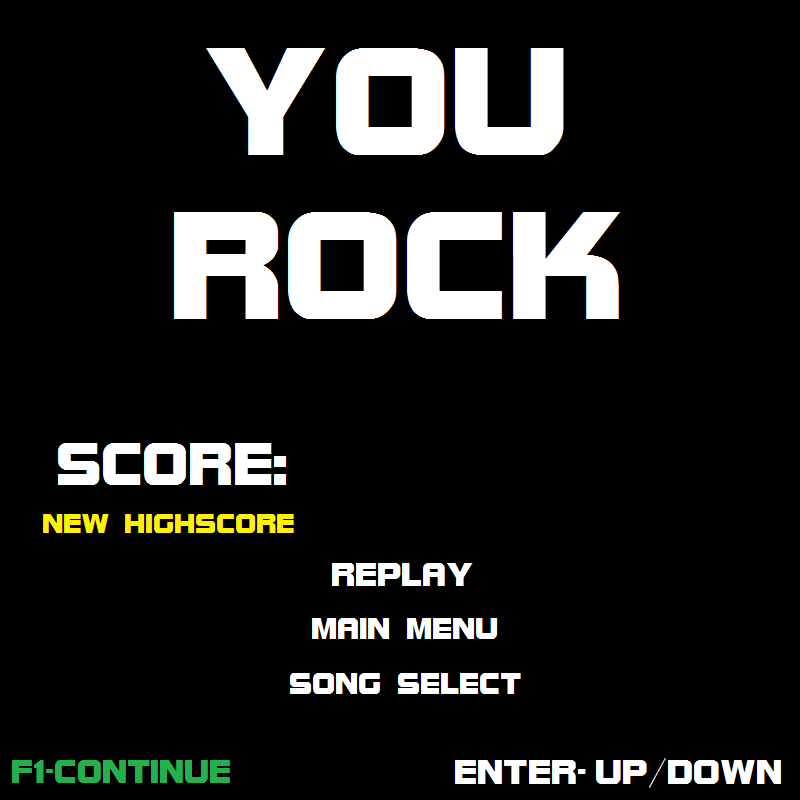 YOU
ROCK
SCORE:
NEW HIGHSCORE
REPLAY
MAIN MENU
SONG SELECT
F1-CONTINUE
ENTER- UP/DOWN